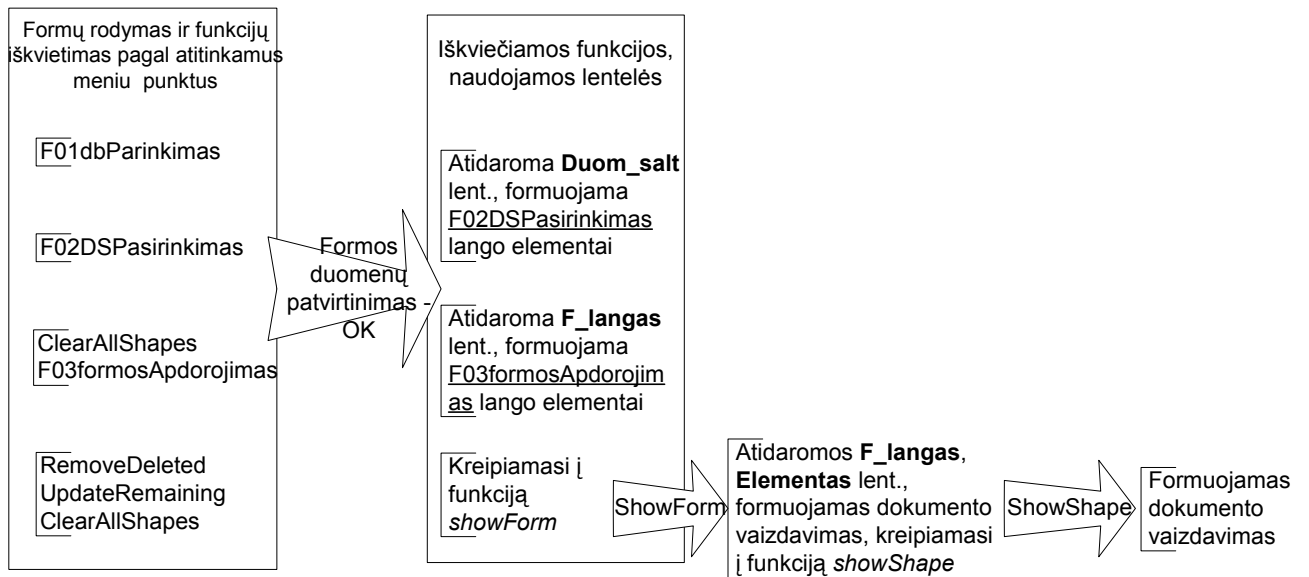 Formų rodymas ir funkcijų
iškvietimas pagal atitinkamus
meniu punktus
F01dbParinkimas
F02DSPasirinkimas
ClearAllShapes
F03formosApdorojimas
RemoveDeleted
UpdateRemaining
ClearAllShapes
Formos
duomenų
patvirtinimas -
OK
Iškviečiamos funkcijos,
naudojamos lentelės
Atidaroma Duom_salt
lent., formuojama
F02DSPasirinkimas
lango elementai
Atidaroma F_langas
lent., formuojama
F03formosApdorojim
as lango elementai
Kreipiamasi į
funkciją
showForm
ShowForm
Atidaromos F_langas,
Elementas lent.,
formuojamas dokumento
vaizdavimas, kreipiamasi
į funkciją showShape
ShowShape
Formuojamas
dokumento
vaizdavimas